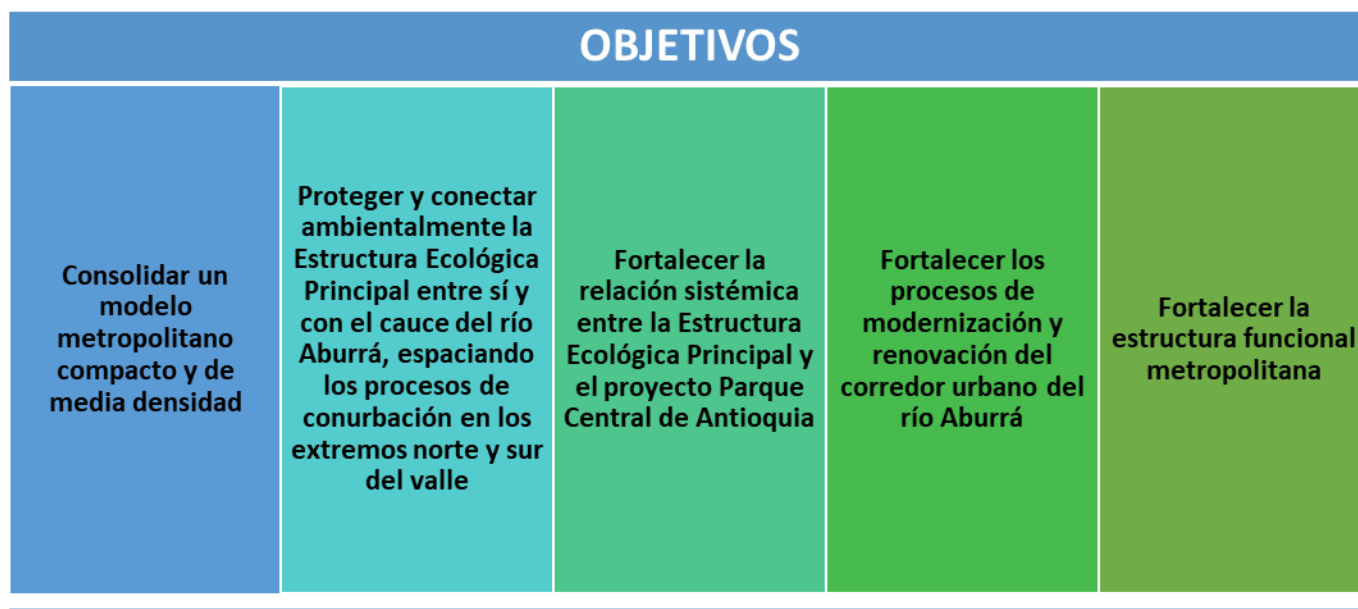 OBJETIVOS
Consolidar un
modelo
metropolitano
compacto y de
media densidad
Proteger y conectar
ambientalmente la
Estructura Ecológica
Principal entre sí y
con el cauce del río
Aburrá, espaciando
los procesos de
conurbación en los
extremos norte y sur
del valle
Fortalecer la
relación sistémica
entre la Estructura
Ecológica Principal y
el proyecto Parque
Central de Antioquia
Fortalecer los
procesos de
modernización y
renovación del
corredor urbano del
río Aburrá
Fortalecer la
estructura funcional
metropolitana